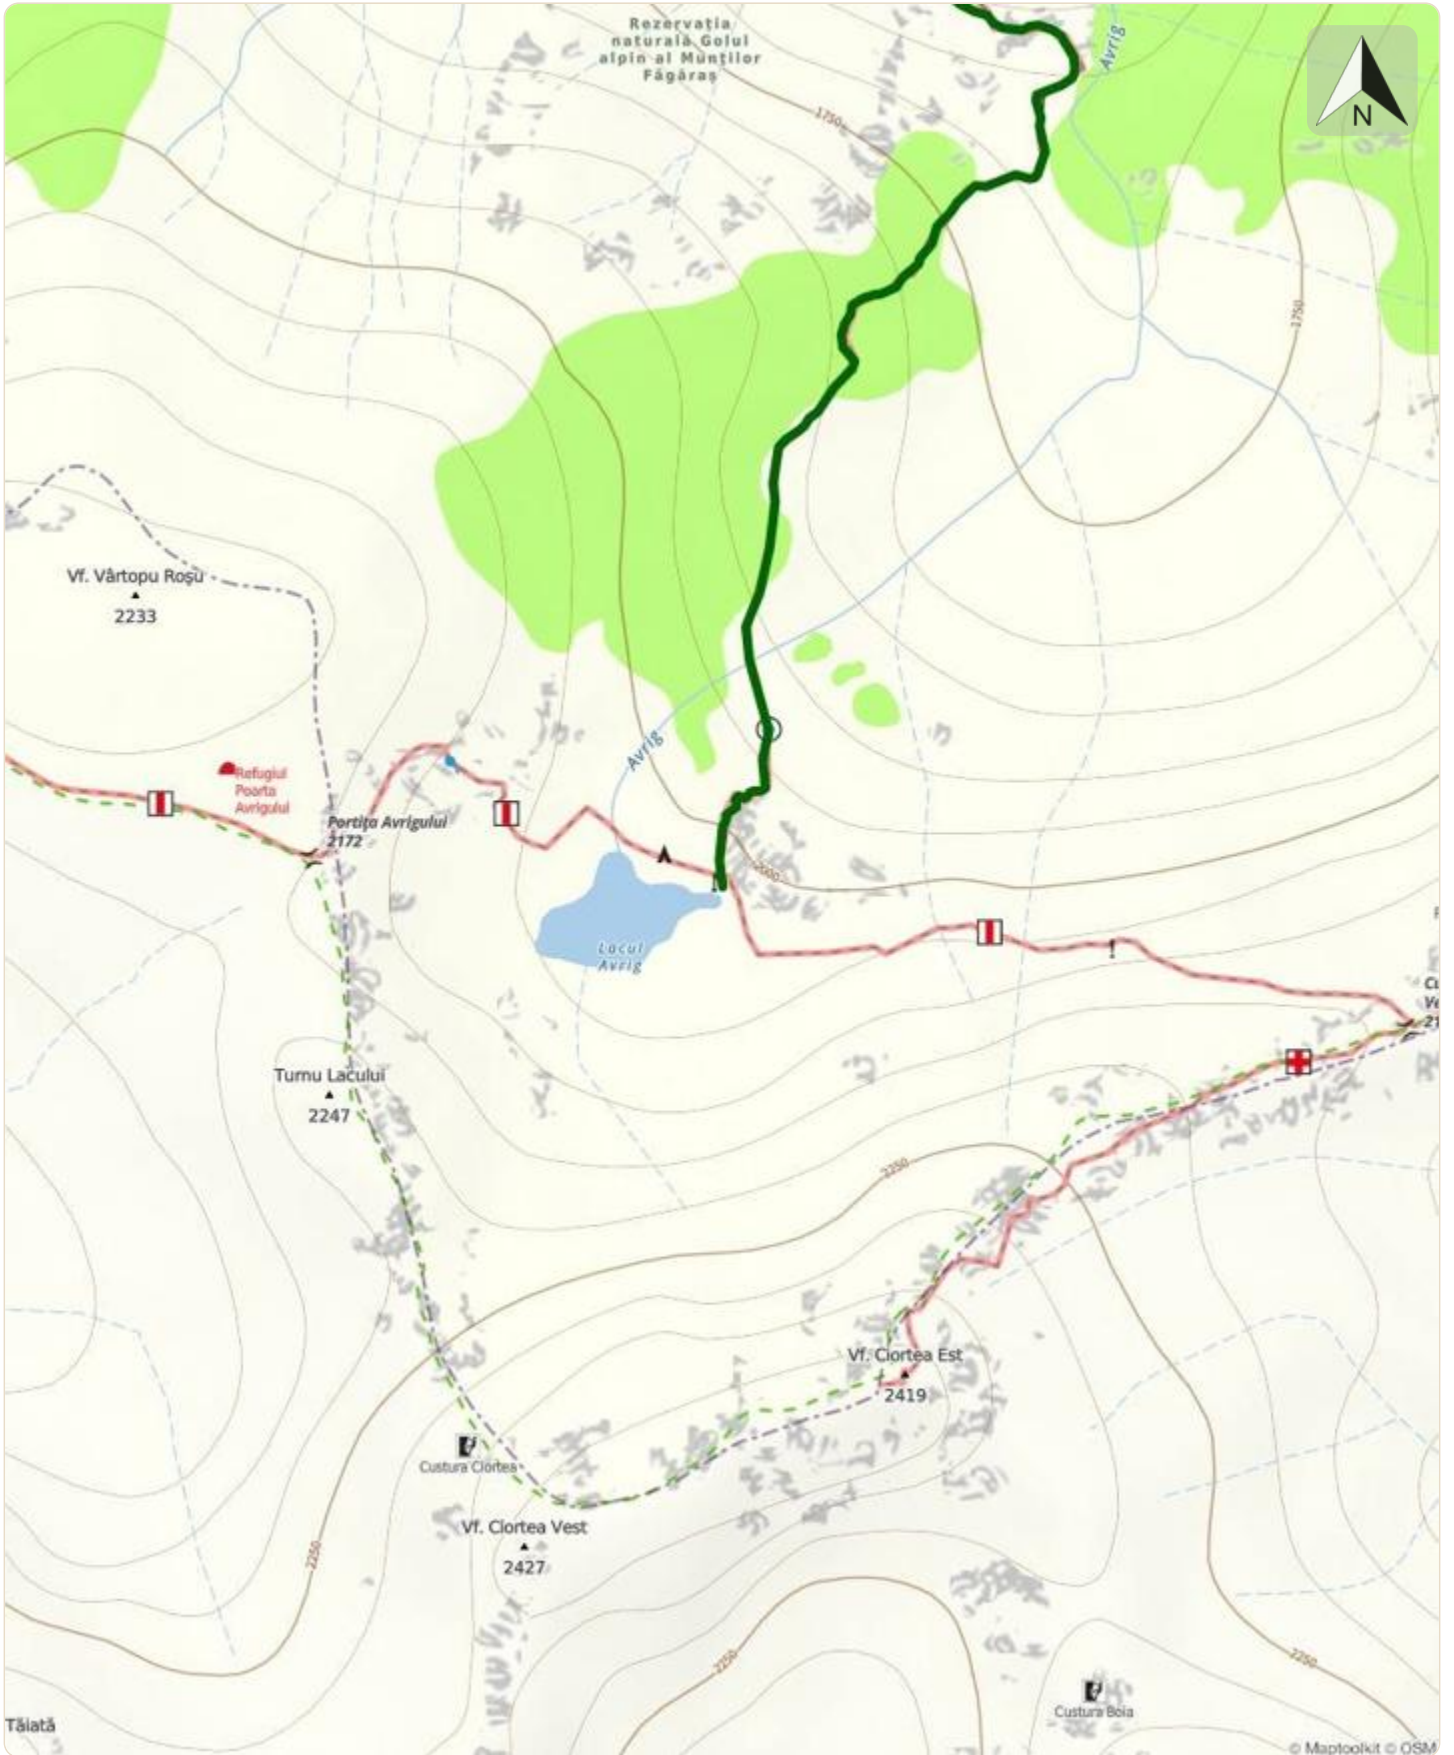 Rezervația
naturală Golul
alpin al Munților
Făgăraș
Avrig
N
1750
1750
Vf. Vârtopu Roșu
2233
Avrig
Refugiul
Poarta
Avrigului
Portița Avrigului
2172
2000
Lacul
Avrig
Turnu Lacului
2247
2250
Vf. Ciortea Est
2419
Custura Ciortea
Vf. Ciortea Vest
2427
2250
2250
2250
Custura Boia
Tăiată
© Maptoolkit © OSM